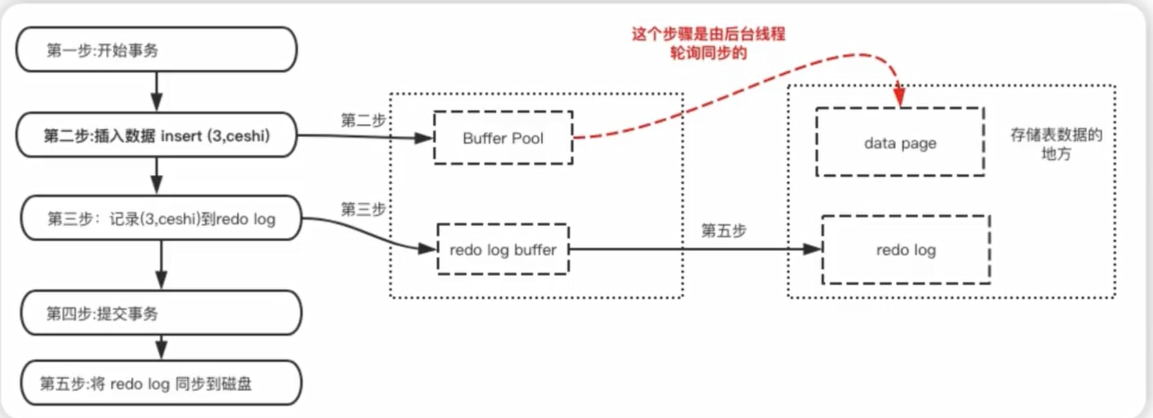 这个步骤是由后台线程
轮询同步的
第一步:开始事务
第二步:插入数据 insert (3,ceshi)
第二步
Buffer Pool
data page
存储表数据的
地方
第三步：记录(3,ceshi)到redo log
第三步
redo log buffer
第五步
redo log
第四步:提交事务
第五步:将 redo log 同步到磁盘